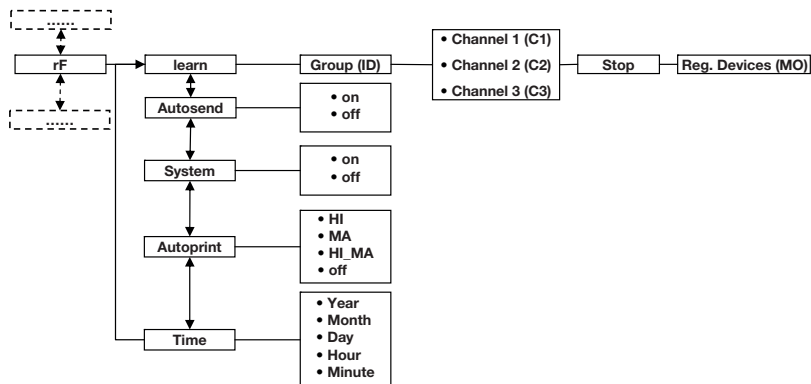 ......
rF
......
learn
Group (ID)
• Channel 1 (C1)
• Channel 2 (C2)
• Channel 3 (C3)
Stop
Reg. Devices (MO)
Autosend
• on
• off
System
• on
• off
Autoprint
• HI
• MA
• HI_MA
• off
Time
• Year
• Month
• Day
• Hour
• Minute